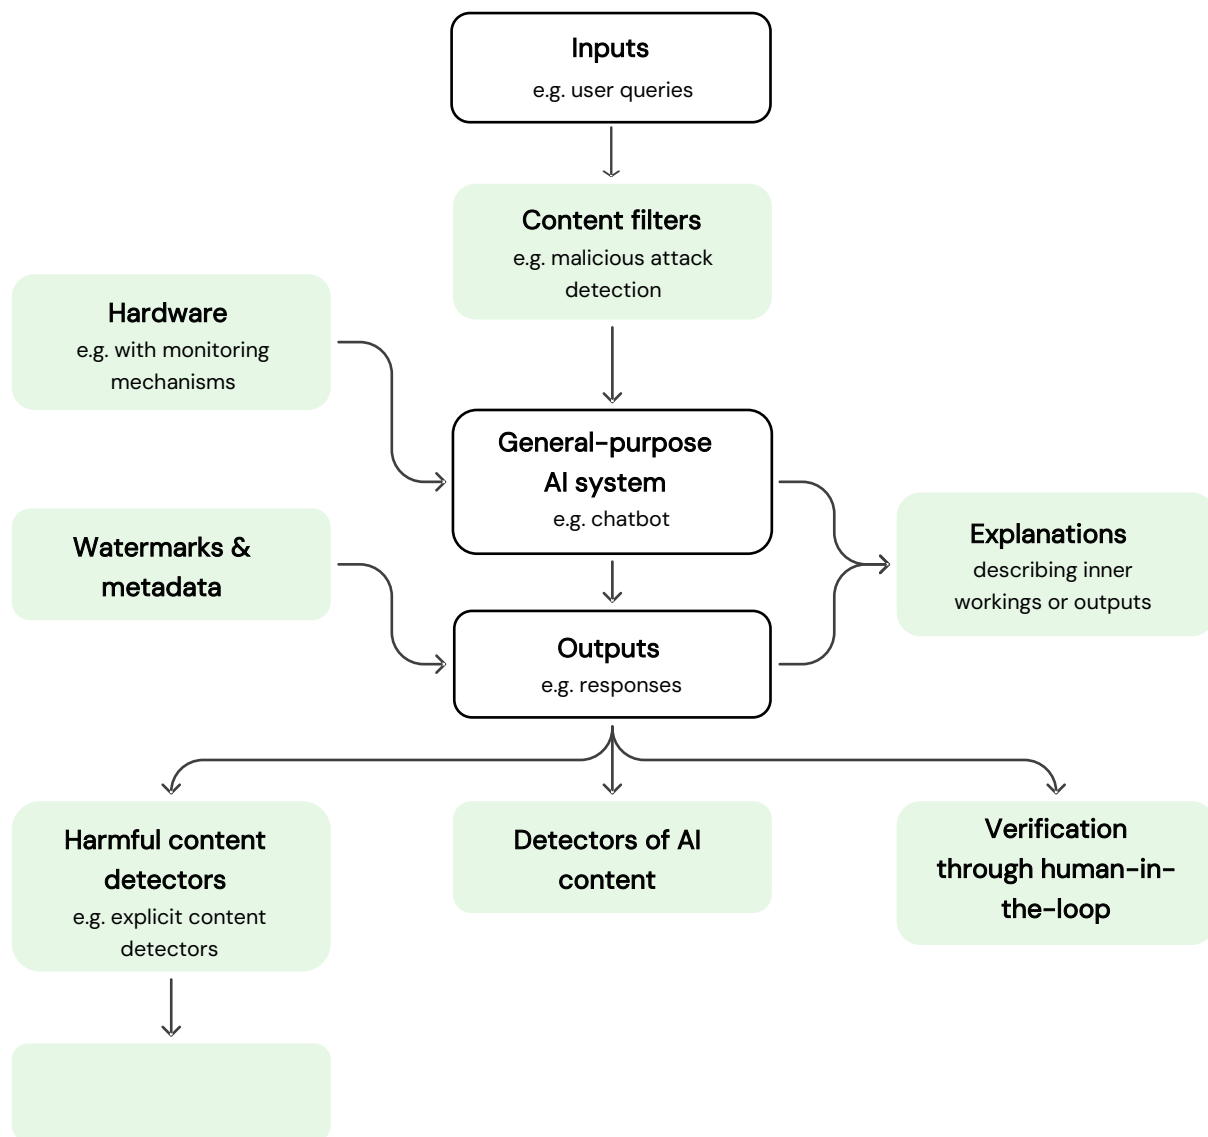 Inputs
e.g. user queries
Content filters
e.g. malicious attack
detection
Hardware
e.g. with monitoring
mechanisms
General-purpose
AI system
e.g. chatbot
Watermarks &
metadata
Explanations
describing inner
workings or outputs
Outputs
e.g. responses
Harmful content
detectors
e.g. explicit content
detectors
Detectors of AI
content
Verification
through human-in-
the-loop